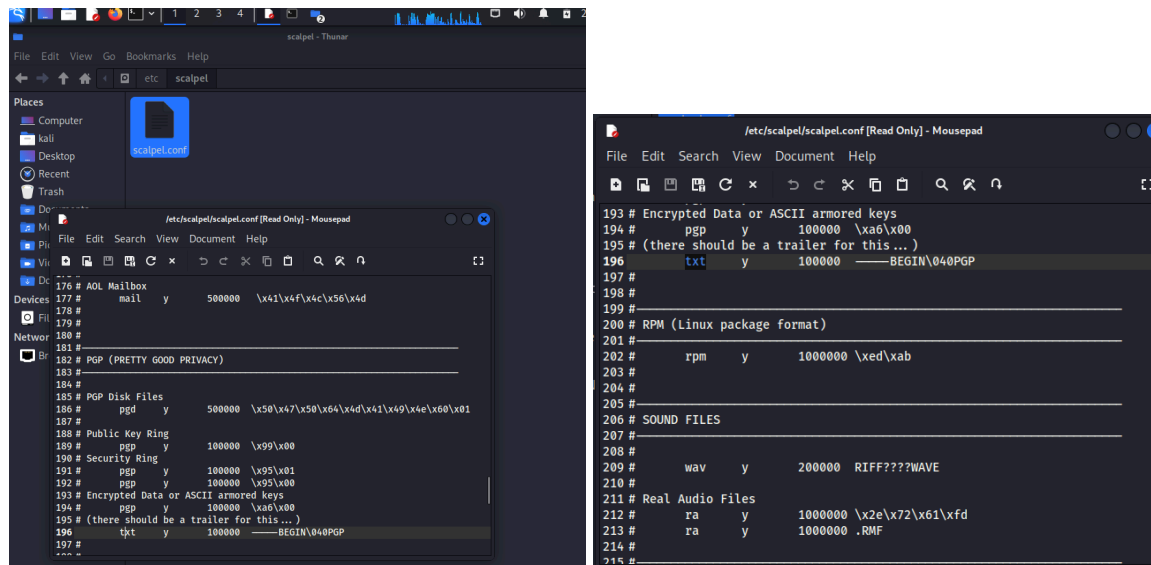 1 2 3 4
2
scalpel - Thunar
File Edit View Go Bookmarks Help
etc scalpel
Places
Computer
kali
Desktop
Recent
Trash
Devices
scalpel.conf
/etc/scalpel/scalpel.conf [Read Only] - Mousepad
File Edit Search View Document Help
176 # AOL Mailbox
177 # mail y 500000 \x41\x4f\x4c\x56\x4d
178 #
179 #
180 #
181 #-------------------------------------------------------
182 # PGP (PRETTY GOOD PRIVACY)
183 #-------------------------------------------------------
184 #
185 # PGP Disk Files
186 # pgd y 500000 \x50\x47\x50\x64\x4d\x41\x49\x4e\x60\x01
187 #
188 # Public Key Ring
189 # pgp y 100000 \x99\x00
190 # Security Ring
191 # pgp y 100000 \x95\x01
192 # pgp y 100000 \x95\x00
193 # Encrypted Data or ASCII armored keys
194 # pgp y 100000 \xa6\x00
195 # (there should be a trailer for this...)
196 txt y 100000 -----BEGIN\040PGP
197 #
/etc/scalpel/scalpel.conf [Read Only] - Mousepad
File Edit Search View Document Help
193 # Encrypted Data or ASCII armored keys
194 # pgp y 100000 \xa6\x00
195 # (there should be a trailer for this...)
196 txt y 100000 -----BEGIN\040PGP
197 #
198 #
199 #-------------------------------------------------------
200 # RPM (Linux package format)
201 #-------------------------------------------------------
202 # rpm y 1000000 \xed\xab
203 #
204 #
205 #-------------------------------------------------------
206 # SOUND FILES
207 #-------------------------------------------------------
208 #
209 # wav y 200000 RIFF????WAVE
210 #
211 # Real Audio Files
212 # ra y 1000000 \x2e\x72\x61\xfd
213 # ra y 1000000 .RMF
214 #
215 #-------------------------------------------------------